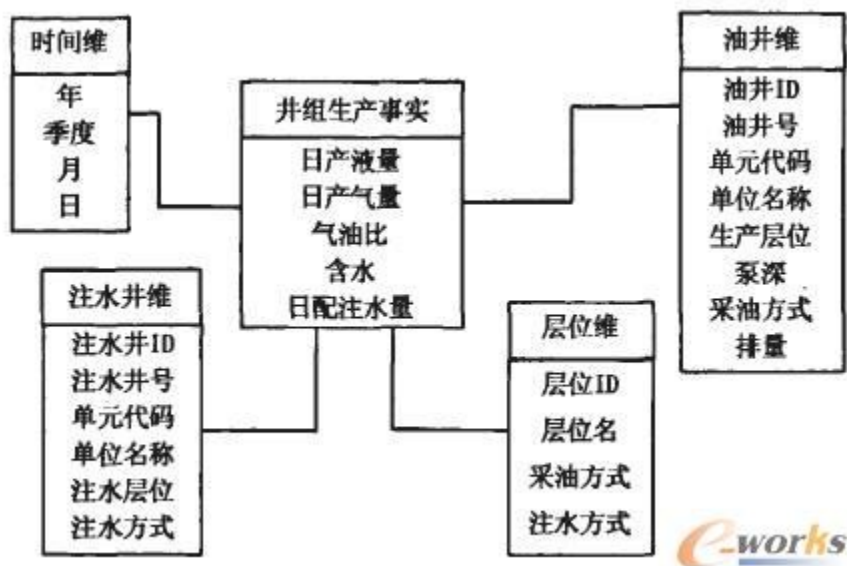 时间维
年
季度
月
日
井组生产事实
日产液量
日产气量
气油比
含水
日配注水量
油井维
油井ID
油井号
单元代码
单位名称
生产层位
泵深
采油方式
排量
注水井维
注水井ID
注水井号
单元代码
单位名称
注水层位
注水方式
层位维
层位ID
层位名
采油方式
注水方式
e-works